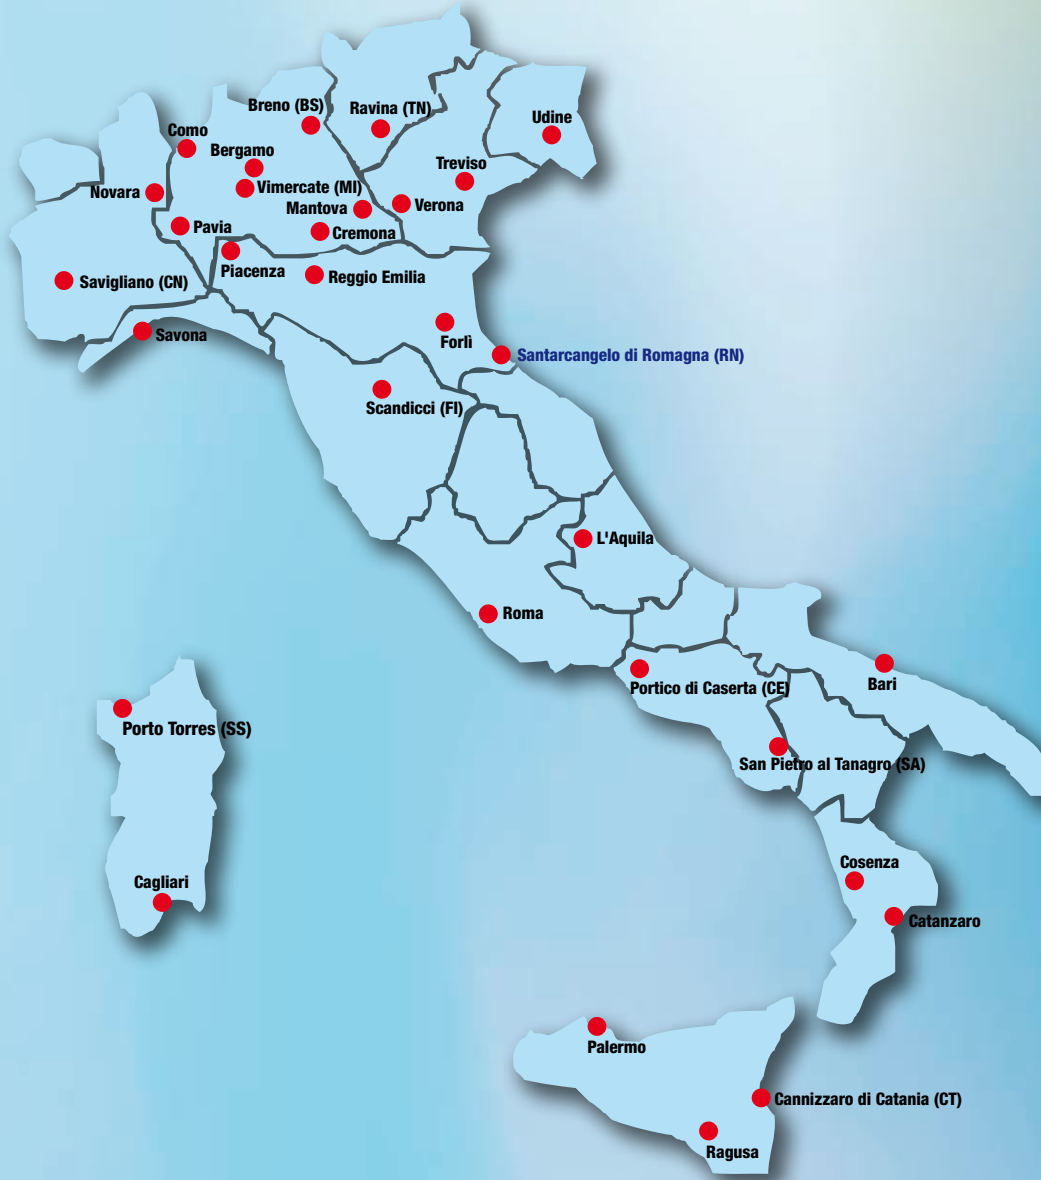 Breno (BS)
Ravina (TN)
Udine
Como
Bergamo
Treviso
Novara
Vimercate (MI)
Mantova
Verona
Pavia
Cremona
Piacenza
Reggio Emilia
Savigliano (CN)
Savona
Forlì
Santarcangelo di Romagna (RN)
Scandicci (FI)
L'Aquila
Roma
Portico di Caserta (CE)
Bari
Porto Torres (SS)
San Pietro al Tanagro (SA)
Cosenza
Cagliari
Catanzaro
Palermo
Cannizzaro di Catania (CT)
Ragusa